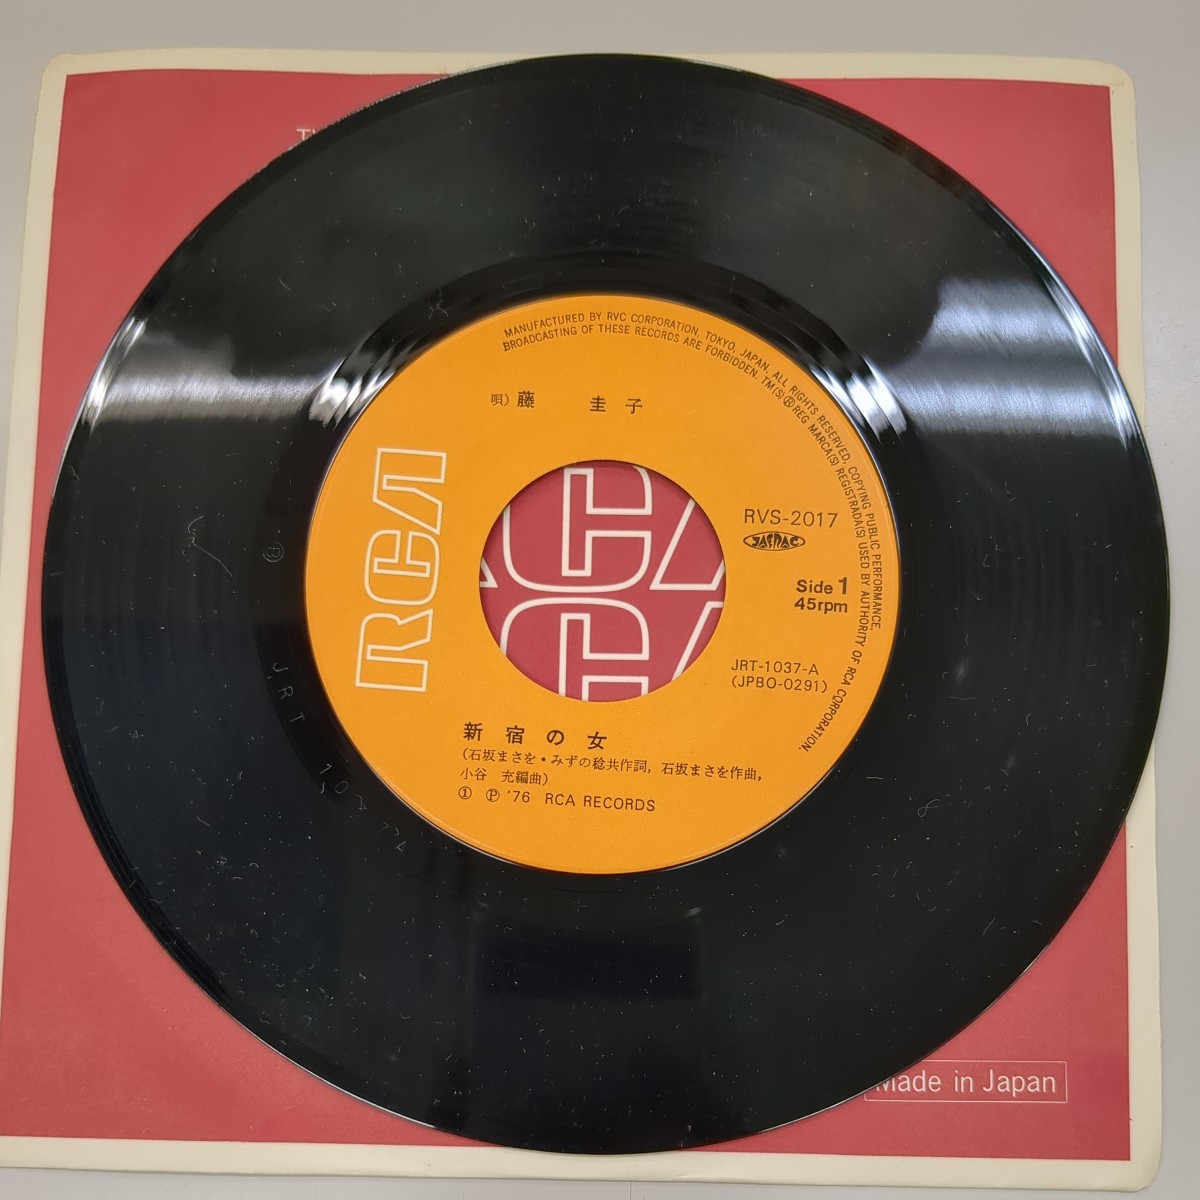 MANUFACTURED BY RVC CORPORATION, TOKYO, JAPAN. ALL RIGHTS RESERVED, COPYING PUBLIC PERFORMANCE,
BROADCASTING OF THESE RECORDS ARE FORBIDDEN. TM(S)®REG MARCA(S) REGISTRADA(S) USED BY AUTHORITY OF RCA CORPORATION.
唄) 藤 圭子
RCA
RVS-2017
JASRAC
Side 1
45rpm
JRT-1037-A
(JPBO-0291)
新宿の女
(石坂まさを・みずの稔共作詞, 石坂まさを作曲,
小谷 充編曲)
① Ⓟ '76 RCA RECORDS
Ⓑ
JRT
Made in Japan